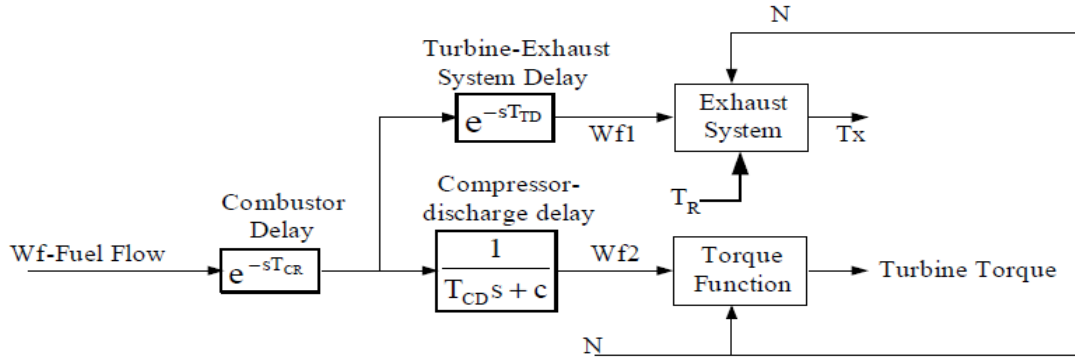 N
Turbine-Exhaust
System Delay
e^{-sT_{TD}}
Wf1
Exhaust
System
Tx
T_R
Compressor-
discharge delay
Combustor
Delay
Wf-Fuel Flow
e^{-sT_{CR}}
1
T_{CD}s + c
Wf2
Torque
Function
Turbine Torque
N